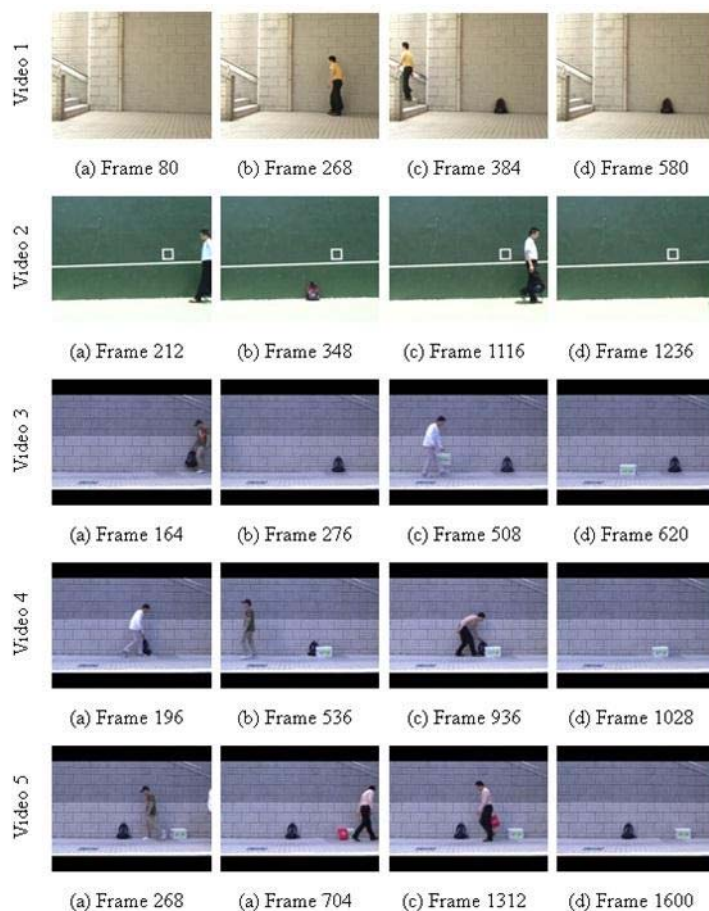 Video 1
(a) Frame 80 (b) Frame 268 (c) Frame 384 (d) Frame 580
Video 2
(a) Frame 212 (b) Frame 348 (c) Frame 1116 (d) Frame 1236
Video 3
(a) Frame 164 (b) Frame 276 (c) Frame 508 (d) Frame 620
Video 4
(a) Frame 196 (b) Frame 536 (c) Frame 936 (d) Frame 1028
Video 5
(a) Frame 268 (a) Frame 704 (c) Frame 1312 (d) Frame 1600